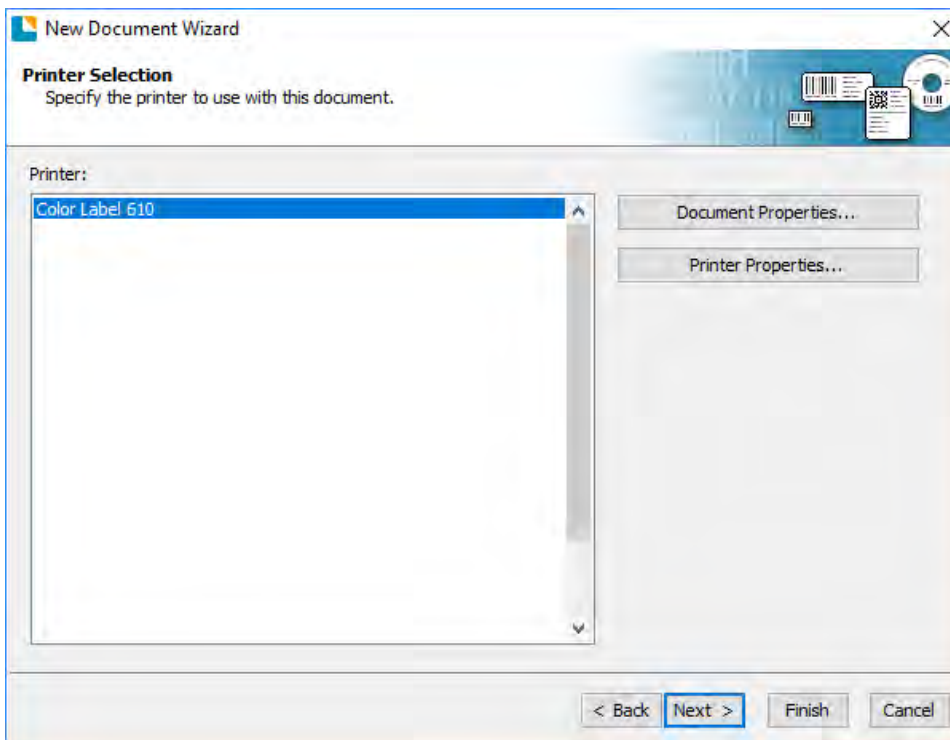 New Document Wizard
Printer Selection
Specify the printer to use with this document.
Printer:
Color Label 610
Document Properties...
Printer Properties...
< Back Next > Finish Cancel